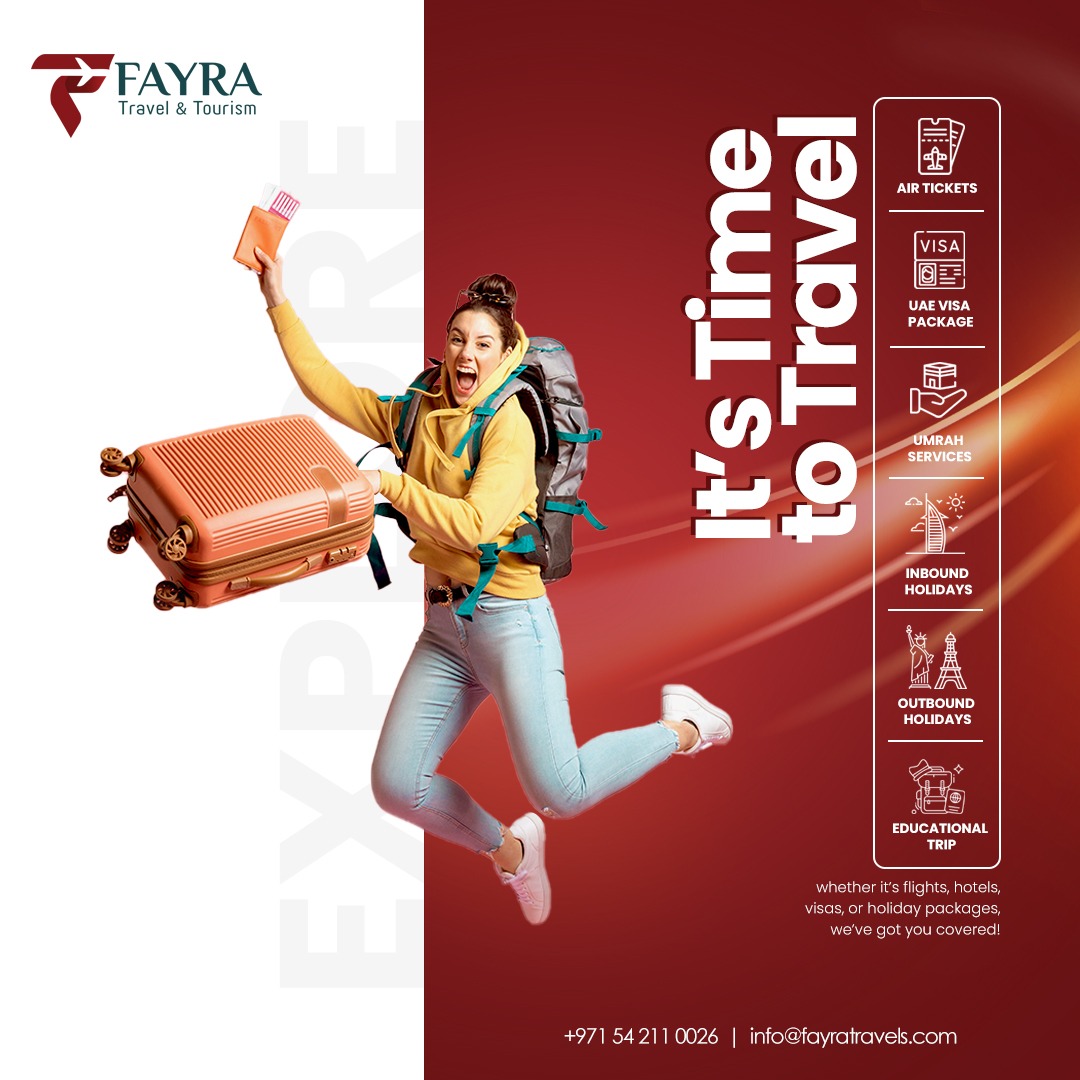 FAYRA
Travel & Tourism
EXPLORE
It's Time
to Travel
AIR TICKETS
VISA
UAE VISA
PACKAGE
UMRAH
SERVICES
INBOUND
HOLIDAYS
OUTBOUND
HOLIDAYS
EDUCATIONAL
TRIP
whether it's flights, hotels,
visas, or holiday packages,
we've got you covered!
+971 54 211 0026 | info@fayratravels.com